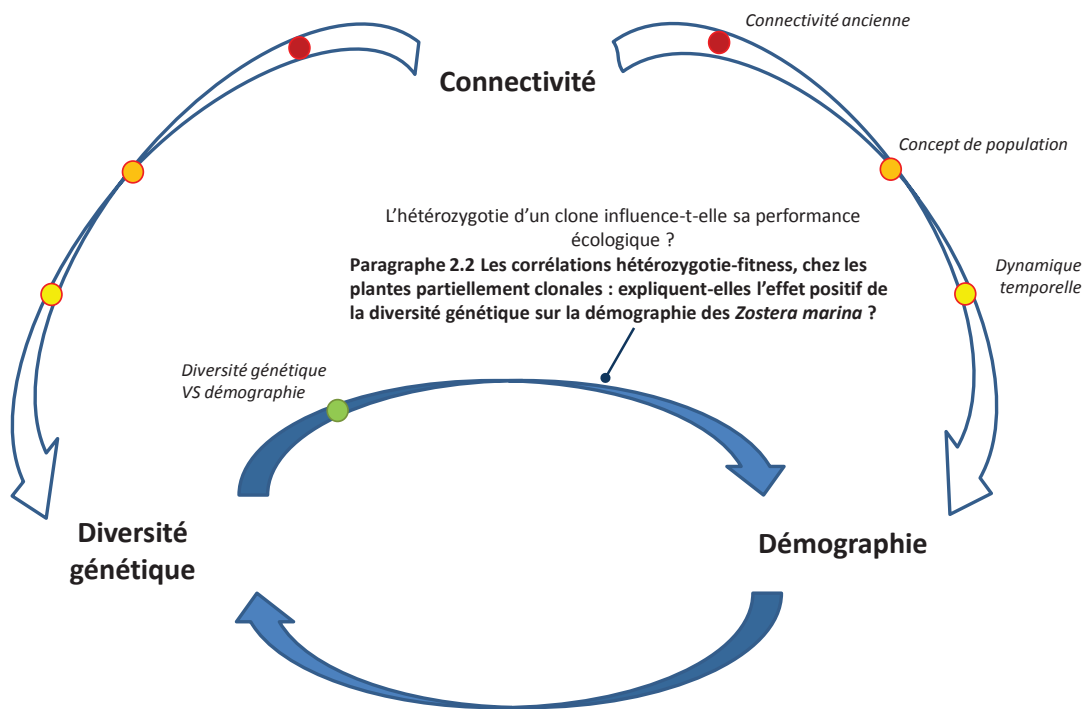 Connectivité ancienne
Connectivité
Concept de population
L’hétérozygotie d’un clone influence-t-elle sa performance
écologique ?
Paragraphe 2.2 Les corrélations hétérozygotie-fitness, chez les
plantes partiellement clonales : expliquent-elles l’effet positif de
la diversité génétique sur la démographie des Zostera marina ?
Dynamique
temporelle
Diversité génétique
VS démographie
Diversité
génétique
Démographie